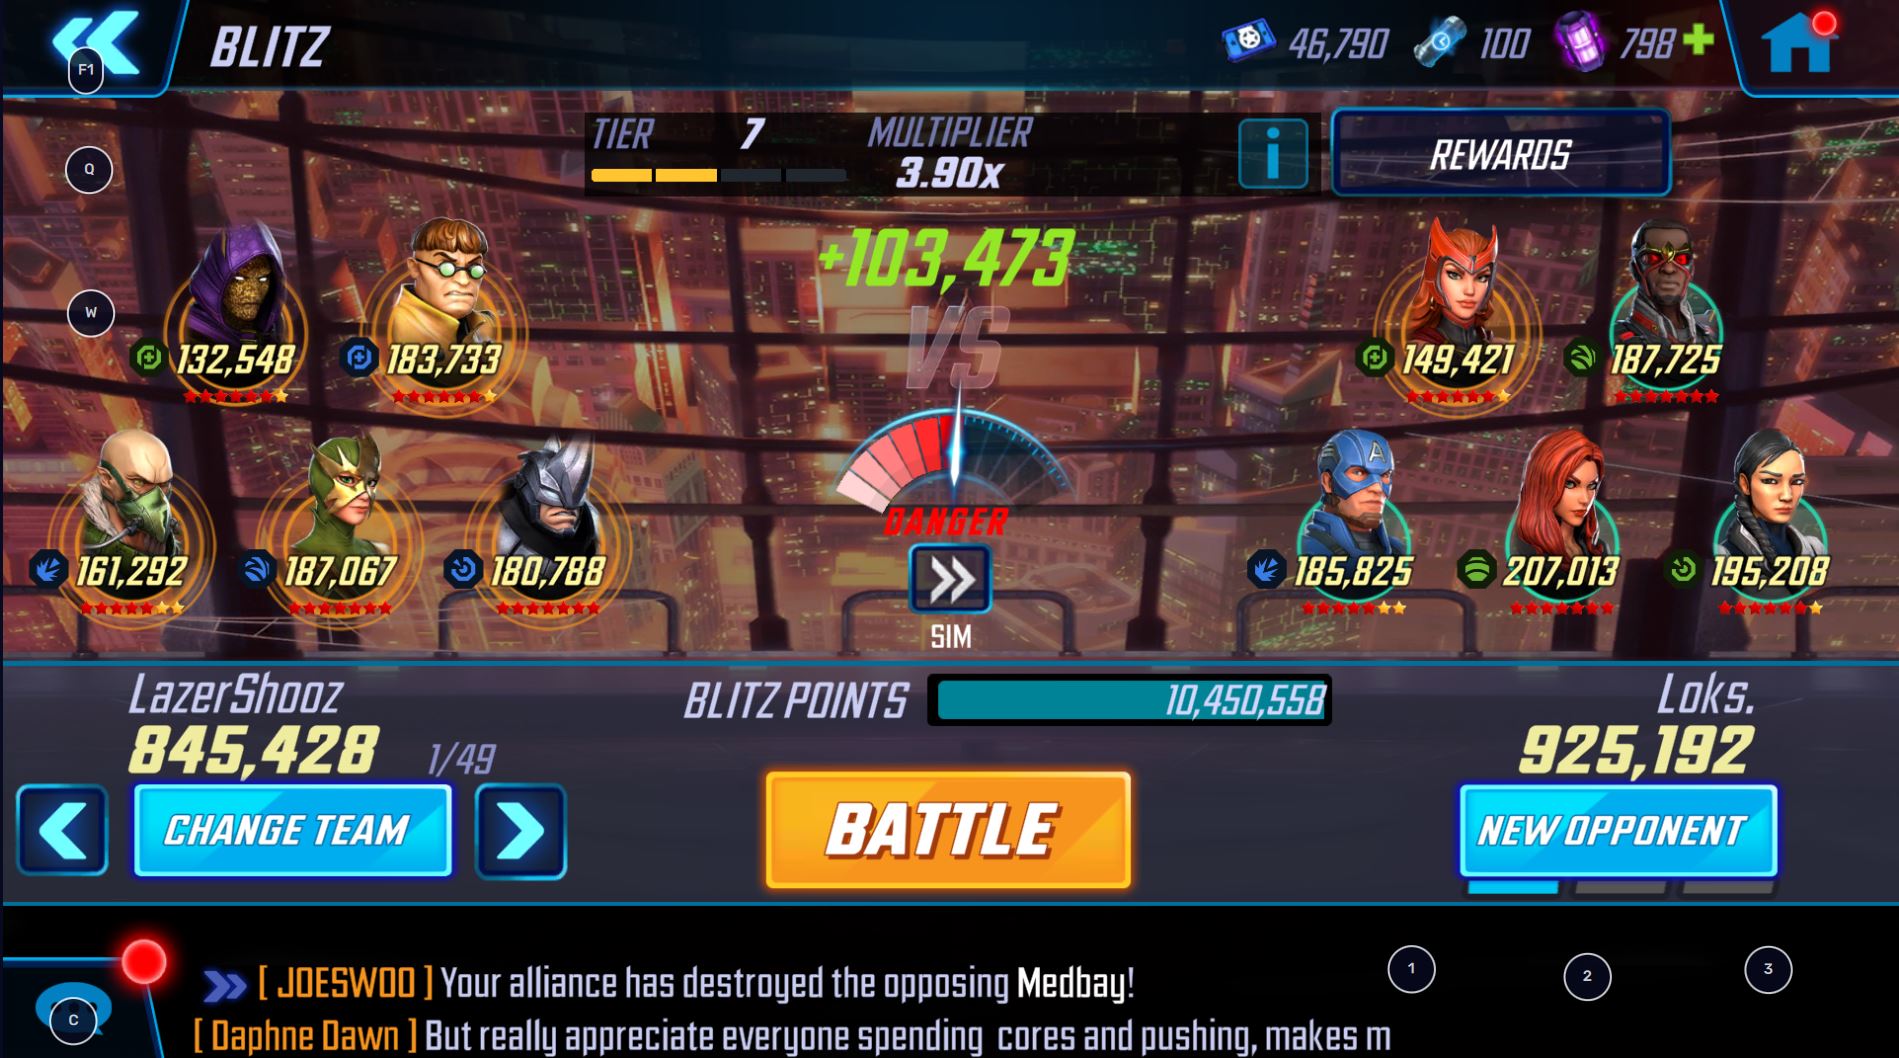 BLITZ
46,790
100
798
F1
TIER 7
MULTIPLIER
3.90x
i
REWARDS
Q
W
+103,473
VS
132,548
183,733
149,421
187,725
DANGER
161,292
187,067
180,788
185,825
207,013
195,208
SIM
LazerShooz
845,428
1/49
BLITZ POINTS
10,450,558
Loks.
925,192
CHANGE TEAM
BATTLE
NEW OPPONENT
[ JOESWOO ] Your alliance has destroyed the opposing Medbay!
1
2
3
C
[ Daphne Dawn ] But really appreciate everyone spending cores and pushing, makes m